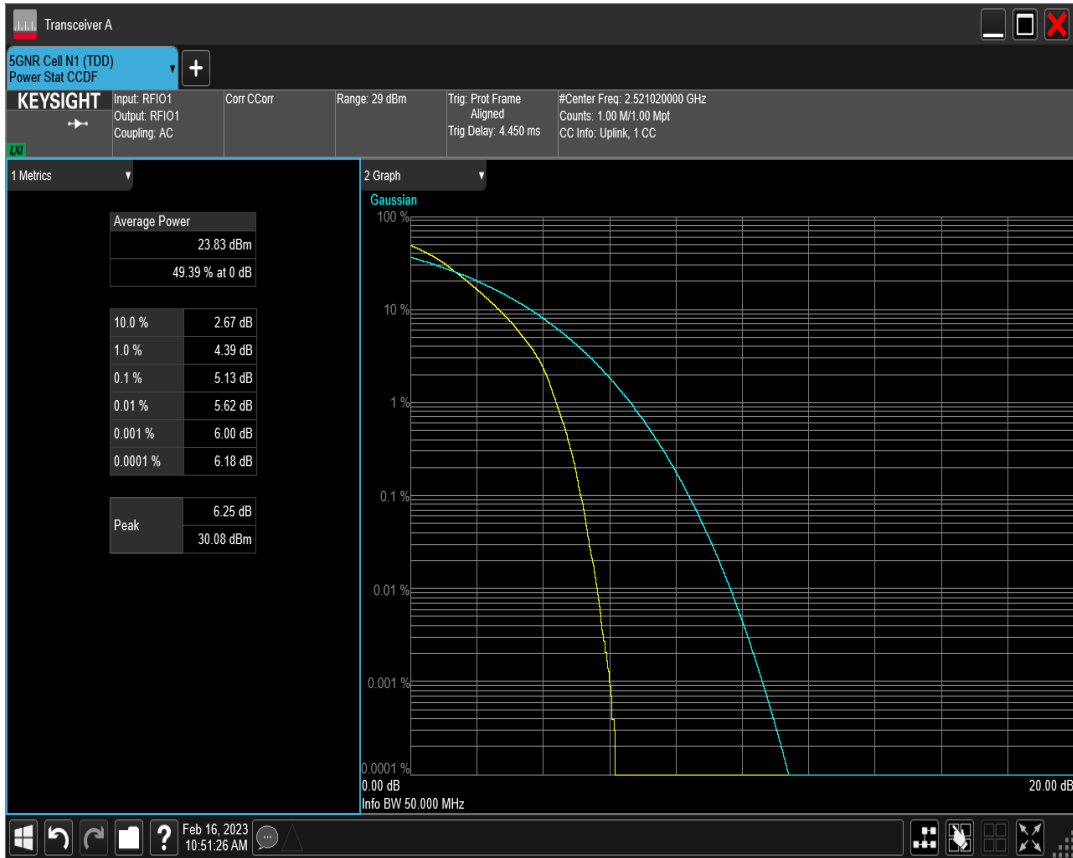 Transceiver A
5GNR Cell N1 (TDD)
Power Stat CCDF
+
KEYSIGHT
LXI
Input: RFIO1
Output: RFIO1
Coupling: AC
Corr CCorr
Range: 29 dBm
Trig: Prot Frame
Aligned
Trig Delay: 4.450 ms
#Center Freq: 2.521020000 GHz
Counts: 1.00 M/1.00 Mpt
CC Info: Uplink, 1 CC
1 Metrics
Average Power
23.83 dBm
49.39 % at 0 dB
10.0 % 2.67 dB
1.0 % 4.39 dB
0.1 % 5.13 dB
0.01 % 5.62 dB
0.001 % 6.00 dB
0.0001 % 6.18 dB
Peak
6.25 dB
30.08 dBm
2 Graph
Gaussian
100 %
10 %
1 %
0.1 %
0.01 %
0.001 %
0.0001 %
0.00 dB 20.00 dB
Info BW 50.000 MHz
? Feb 16, 2023
10:51:26 AM